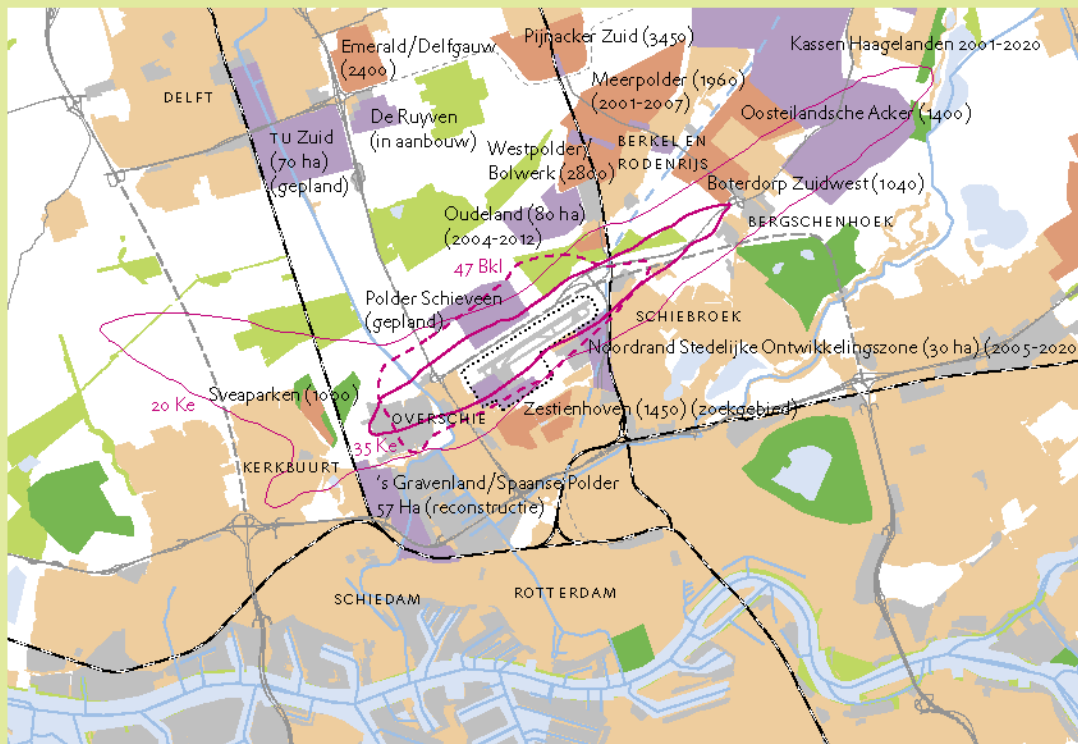 Emerald/Delfgauw
(2400)
Pijnacker Zuid (3450)
Kassen Haagelanden 2001-2020
Meerpolder (1960)
(2001-2007)
DELFT
De Ruyven
(in aanbouw)
Oosteilandsche Acker (1400)
TU Zuid
(70 ha)
(gepland)
Westpolder/
Bolwerk (2800)
BERKEL EN
RODENRIJS
Boterdorp Zuidwest (1040)
Oudeland (80 ha)
(2004-2012)
BERGSCHENHOEK
47 Bkl
Polder Schieveen
(gepland)
SCHIEBROEK
Noordrand Stedelijke Ontwikkelingszone (30 ha) (2005-2020
Sveaparken (1000)
20 Ke
OVERSCHIE
Zestienhoven (1450) (zoekgebied)
35 Ke
KERKBUURT
's Gravenland/Spaanse Polder
57 Ha (reconstructie)
SCHIEDAM
ROTTERDAM